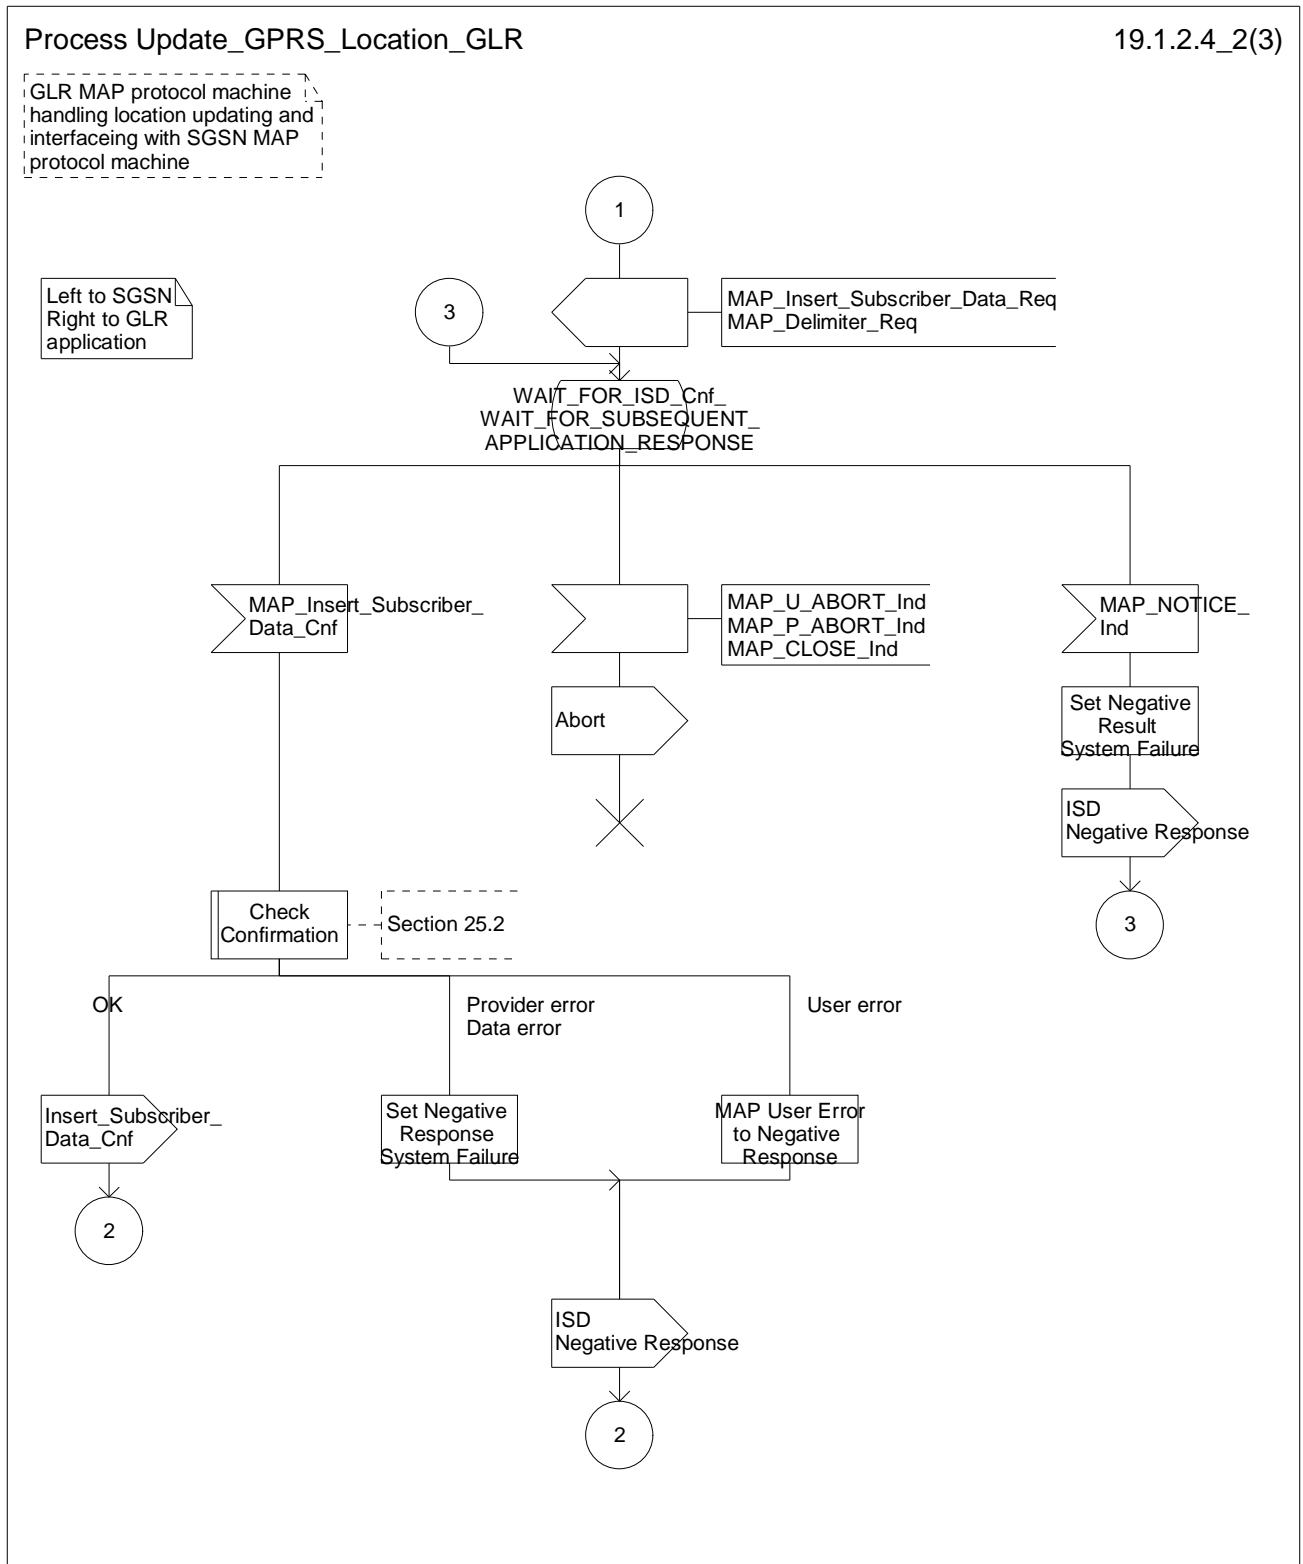 Process Update_GPRS_Location_GLR
19.1.2.4_2(3)
GLR MAP protocol machine
handling location updating and
interfaceing with SGSN MAP
protocol machine
1
Left to SGSN
Right to GLR
application
3
MAP_Insert_Subscriber_Data_Req
MAP_Delimiter_Req
WAIT_FOR_ISD_Cnf_
WAIT_FOR_SUBSEQUENT_
APPLICATION_RESPONSE
MAP_Insert_Subscriber_
Data_Cnf
MAP_U_ABORT_Ind
MAP_P_ABORT_Ind
MAP_CLOSE_Ind
MAP_NOTICE_
Ind
Abort
Set Negative
Result
System Failure
ISD
Negative Response
3
Check
Confirmation
Section 25.2
OK
Provider error
Data error
User error
Insert_Subscriber_
Data_Cnf
Set Negative
Response
System Failure
MAP User Error
to Negative
Response
2
ISD
Negative Response
2